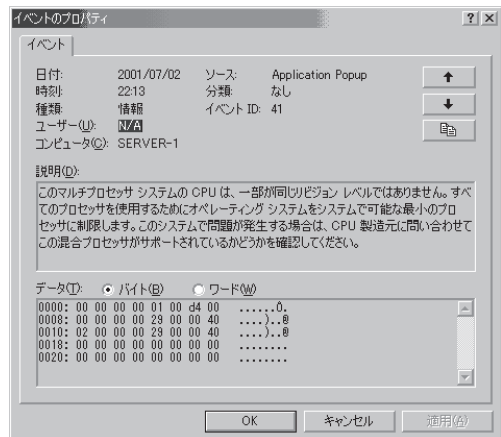 イベントのプロパティ
イベント
日付: 2001/07/02 ソース: Application Popup
時刻: 22:13 分類: なし
種類: 情報 イベント ID: 41
ユーザー(U): N/A
コンピュータ(C): SERVER-1
説明(D):
このマルチプロセッサ システムの CPU は、一部が同じリビジョン レベルではありません。すべ
てのプロセッサを使用するためにオペレーティング システムをシステムで可能な最小のプロ
セッサに制限します。このシステムで問題が発生する場合は、CPU 製造元に問い合わせて
この混合プロセッサがサポートされているかどうかを確認してください。
データ(T): バイト(B) ワード(W)
0000: 00 00 00 00 01 00 d4 00 ......Ô.
0008: 00 00 00 00 29 00 00 40 ....)..@
0010: 02 00 00 00 29 00 00 40 ....)..@
0018: 00 00 00 00 00 00 00 00 ........
0020: 00 00 00 00 00 00 00 00 ........
OK キャンセル 適用(A)